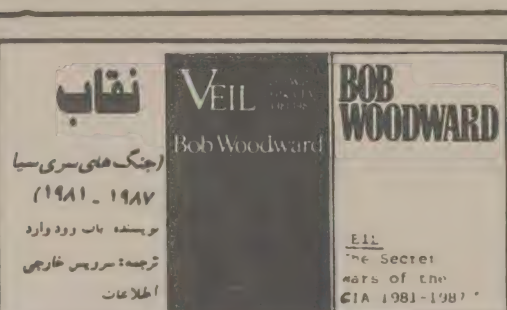 نقاب
(جنگ های سری سیا
۱۹۸۷ - ۱۹۸۱)
نویسنده باب وودوارد
ترجمه: سرویس خارجی
اطلاعات
VEIL
Bob Woodward
BOB
WOODWARD
EIL
The Secret
wars of the
CIA 1981-1987"